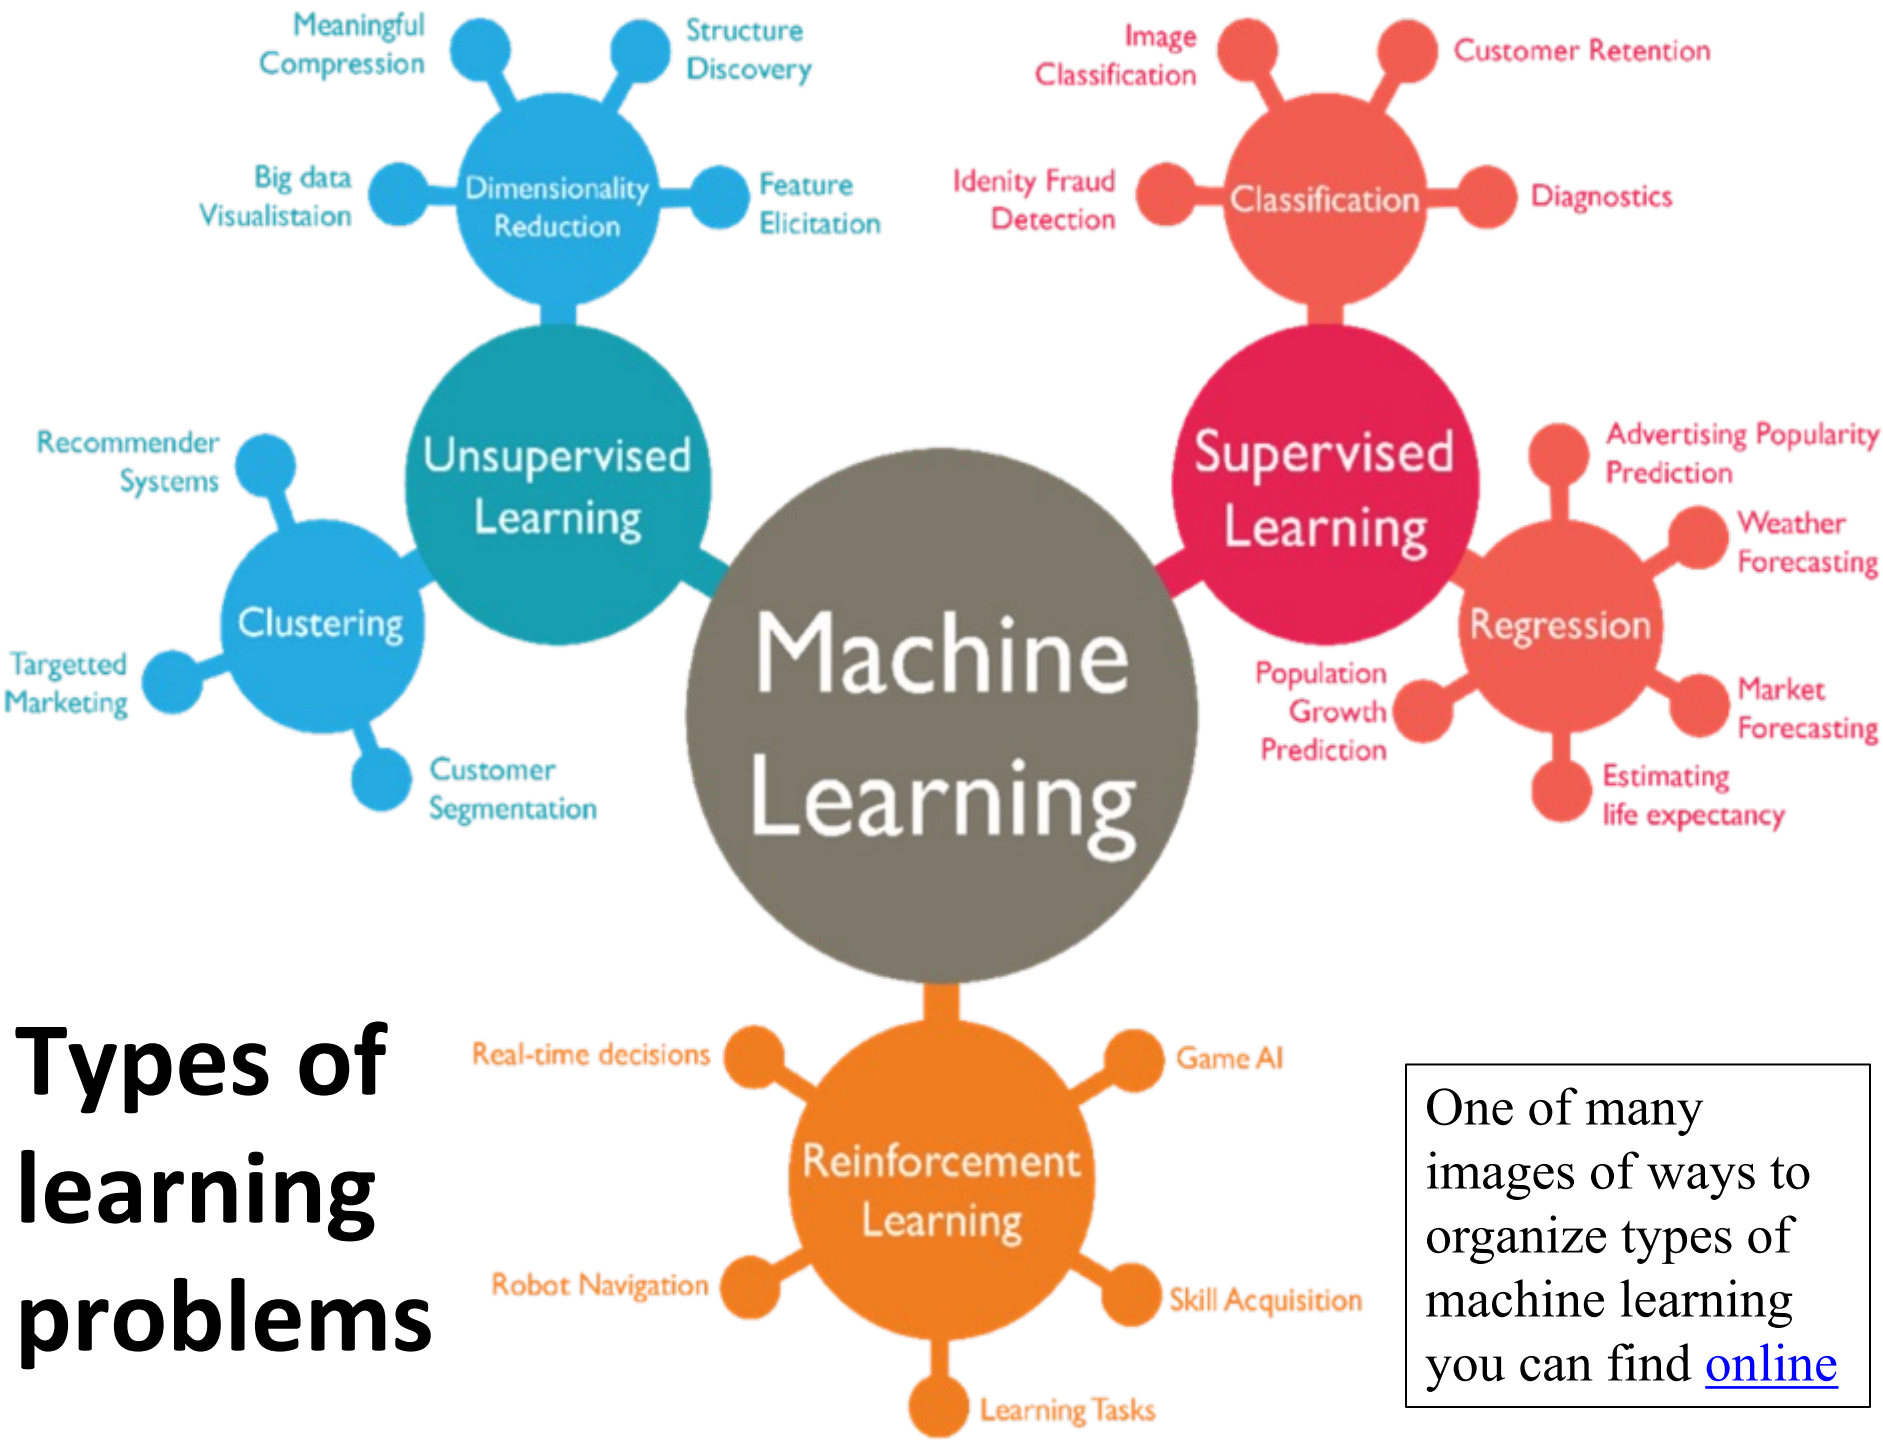 Meaningful
Compression
Structure
Discovery
Big data
Visualistaion
Dimensionality
Reduction
Feature
Elicitation
Image
Classification
Customer Retention
Idenity Fraud
Detection
Classification
Diagnostics
Unsupervised
Learning
Recommender
Systems
Clustering
Targetted
Marketing
Customer
Segmentation
Machine
Learning
Supervised
Learning
Advertising Popularity
Prediction
Weather
Forecasting
Regression
Population
Growth
Prediction
Market
Forecasting
Estimating
life expectancy
Types of
learning
problems
Real-time decisions
Game AI
Reinforcement
Learning
Robot Navigation
Skill Acquisition
Learning Tasks
One of many
images of ways to
organize types of
machine learning
you can find online